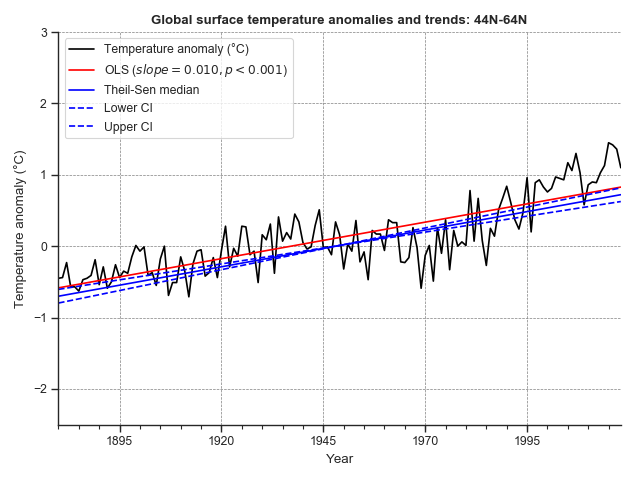 Global surface temperature anomalies and trends: 44N-64N
Temperature anomaly (°C)
OLS (slope = 0.010, p < 0.001)
Theil-Sen median
Lower CI
Upper CI
Temperature anomaly (°C)
3
2
1
0
−1
−2
1895
1920
1945
1970
1995
Year